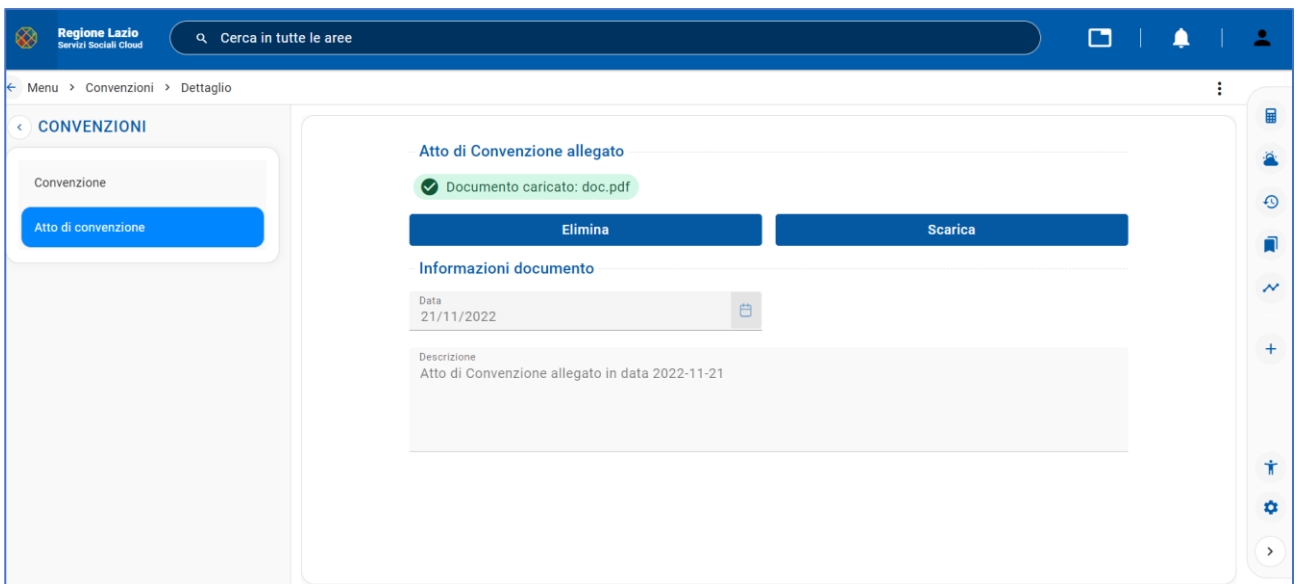 Regione Lazio
Servizi Sociali Cloud
Cerca in tutte le aree
Menu > Convenzioni > Dettaglio
CONVENZIONI
Convenzione
Atto di convenzione
Atto di Convenzione allegato
Documento caricato: doc.pdf
Elimina Scarica
Informazioni documento
Data
21/11/2022
Descrizione
Atto di Convenzione allegato in data 2022-11-21